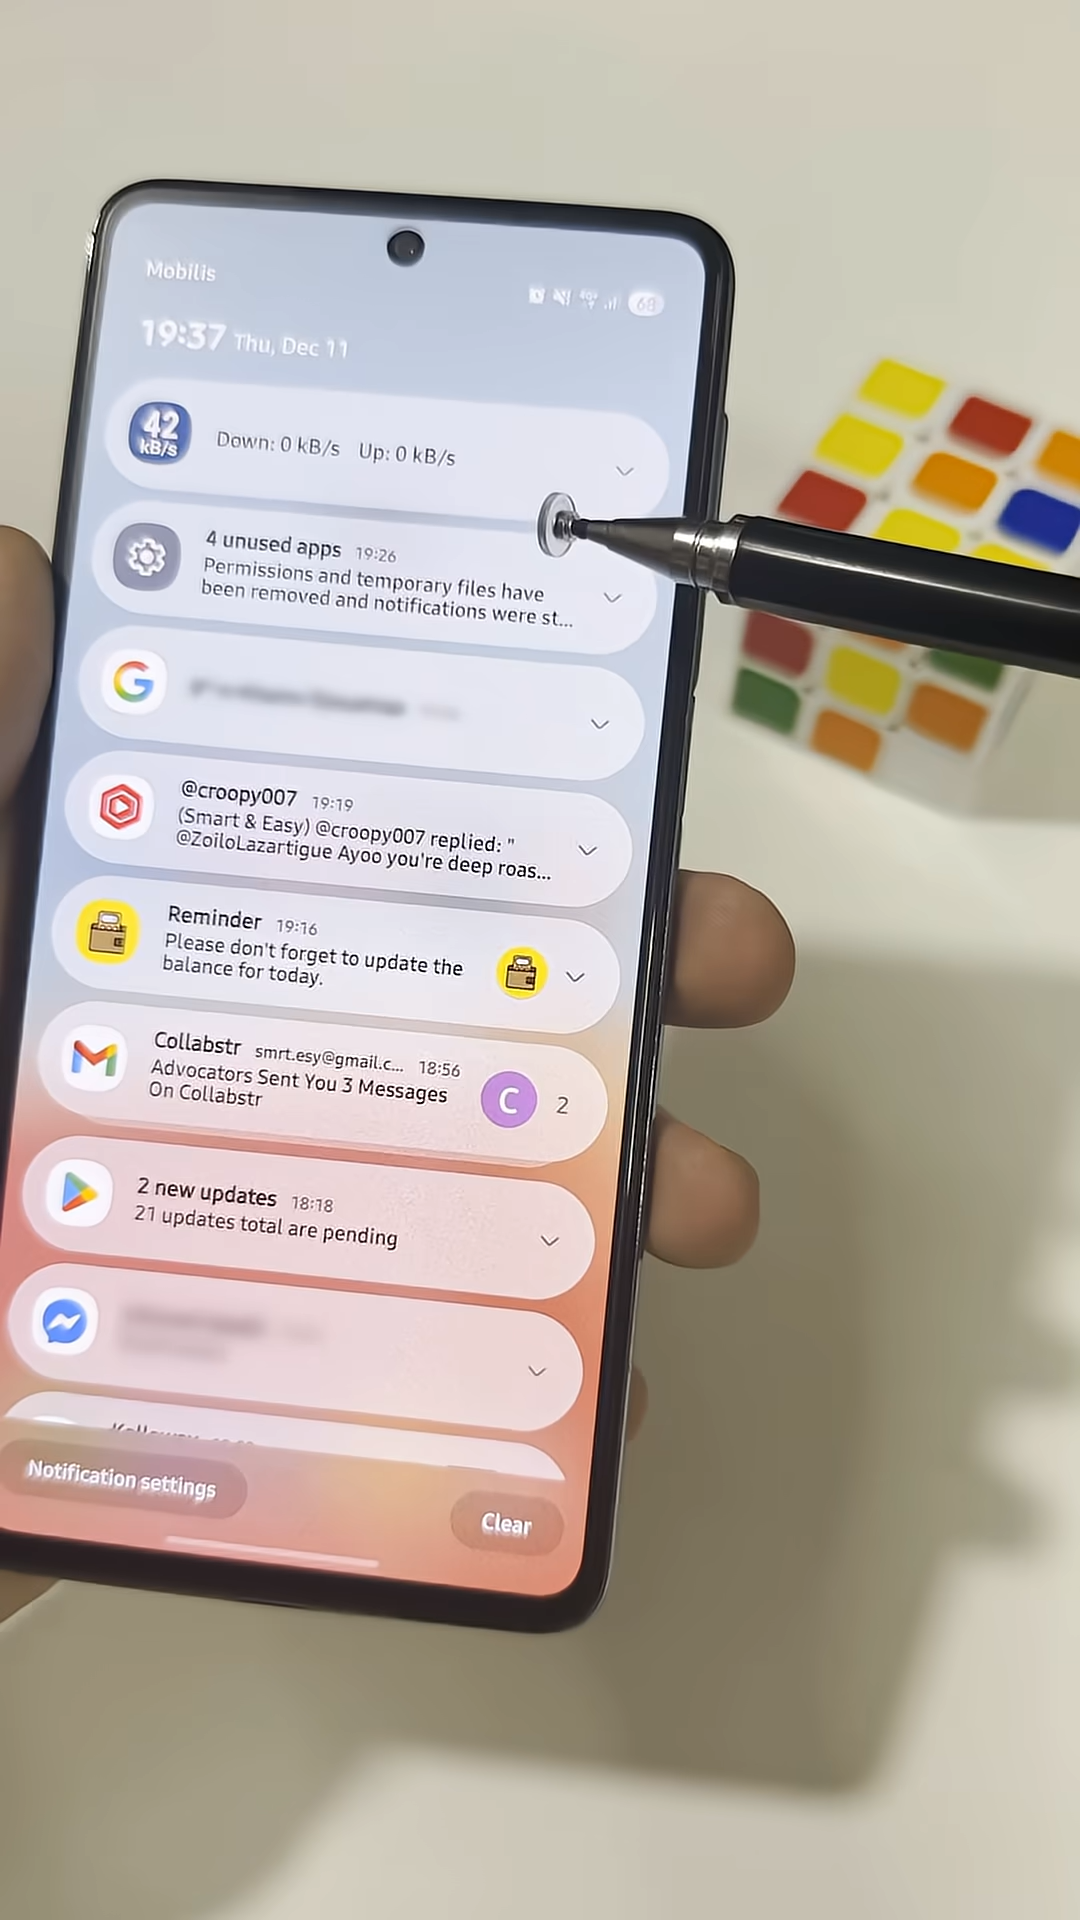 Mobilis
68
19:37 Thu, Dec 11
42
kB/s
Down: 0 kB/s Up: 0 kB/s
4 unused apps 19:26
Permissions and temporary files have
been removed and notifications were st...
@croopy007 19:19
(Smart & Easy) @croopy007 replied: "
@ZoiloLazartigue Ayoo you're deep roas...
Reminder 19:16
Please don't forget to update the
balance for today.
Collabstr smrt.esy@gmail.c... 18:56
Advocators Sent You 3 Messages
On Collabstr
C
2
2 new updates 18:18
21 updates total are pending
Notification settings
Clear